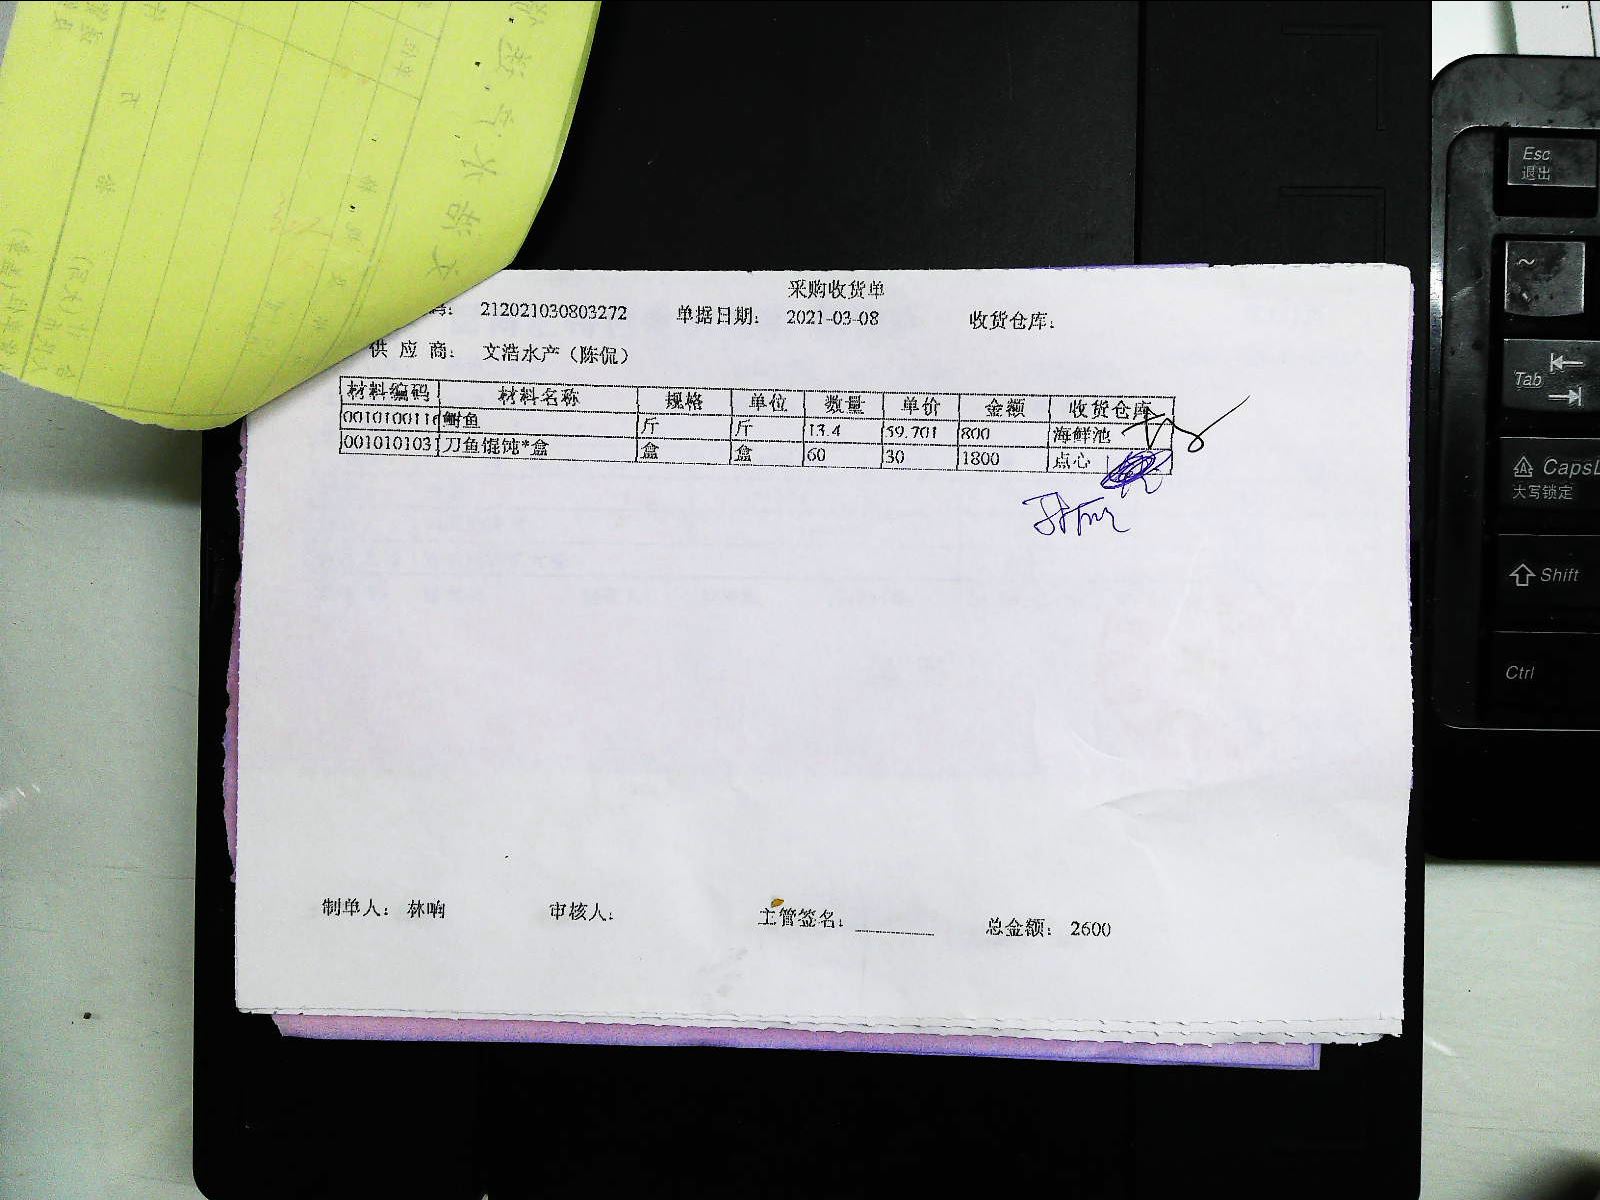 采购收货单
码： 212021030803272 单据日期： 2021-03-08 收货仓库：
供 应 商： 文浩水产（陈侃）
材料编码 材料名称 规格 单位 数量 单价 金额 收货仓库
001010011 鲥鱼 斤 斤 13.4 59.701 800 海鲜池
001010103 刀鱼馄饨*盒 盒 盒 60 30 1800 点心
制单人： 林响 审核人： 主管签名： 总金额： 2600
Esc
退出
~
Tab
Caps
大写锁定
Shift
Ctrl